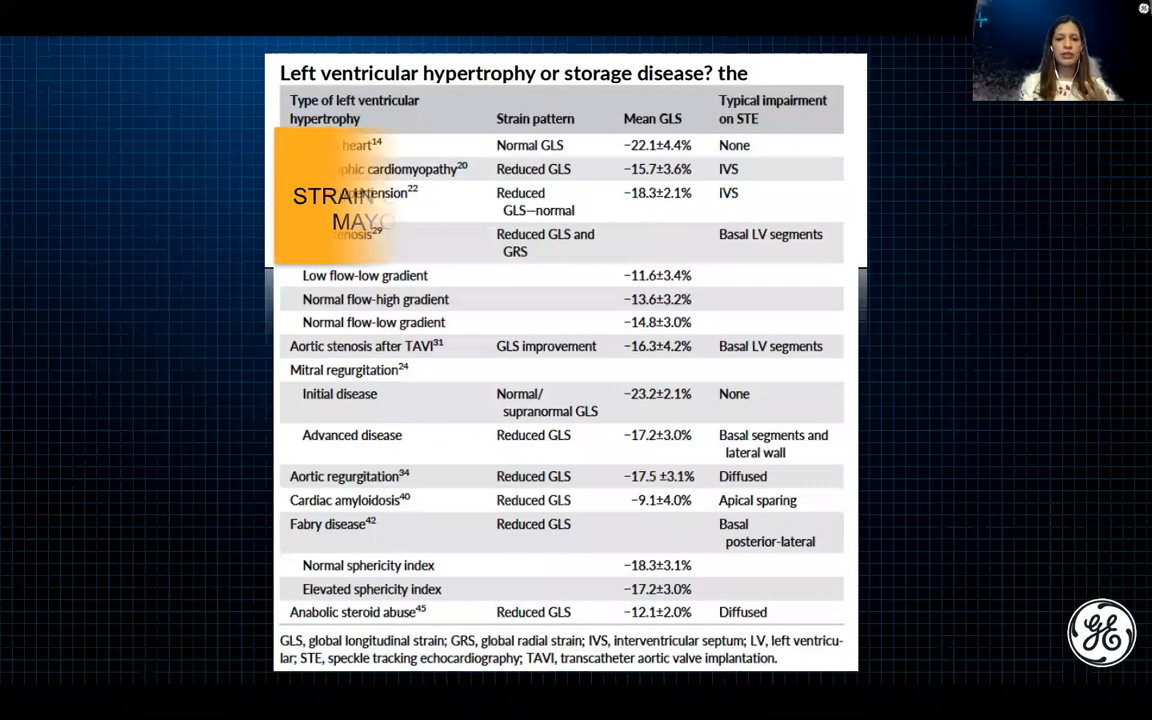 Left ventricular hypertrophy or storage disease? the
Type of left ventricular hypertrophy Strain pattern Mean GLS Typical impairment on STE
heart14 Normal GLS −22.1±4.4% None
cardiomyopathy20 Reduced GLS −15.7±3.6% IVS
22 Reduced GLS—normal −18.3±2.1% IVS
STRAIN
29 Reduced GLS and GRS Basal LV segments
Low flow-low gradient −11.6±3.4%
Normal flow-high gradient −13.6±3.2%
Normal flow-low gradient −14.8±3.0%
Aortic stenosis after TAVI31 GLS improvement −16.3±4.2% Basal LV segments
Mitral regurgitation24
Initial disease Normal/ supranormal GLS −23.2±2.1% None
Advanced disease Reduced GLS −17.2±3.0% Basal segments and lateral wall
Aortic regurgitation34 Reduced GLS −17.5 ±3.1% Diffused
Cardiac amyloidosis40 Reduced GLS −9.1±4.0% Apical sparing
Fabry disease42 Reduced GLS Basal posterior-lateral
Normal sphericity index −18.3±3.1%
Elevated sphericity index −17.2±3.0%
Anabolic steroid abuse45 Reduced GLS −12.1±2.0% Diffused
GLS, global longitudinal strain; GRS, global radial strain; IVS, interventricular septum; LV, left ventricu-
lar; STE, speckle tracking echocardiography; TAVI, transcatheter aortic valve implantation.
GE